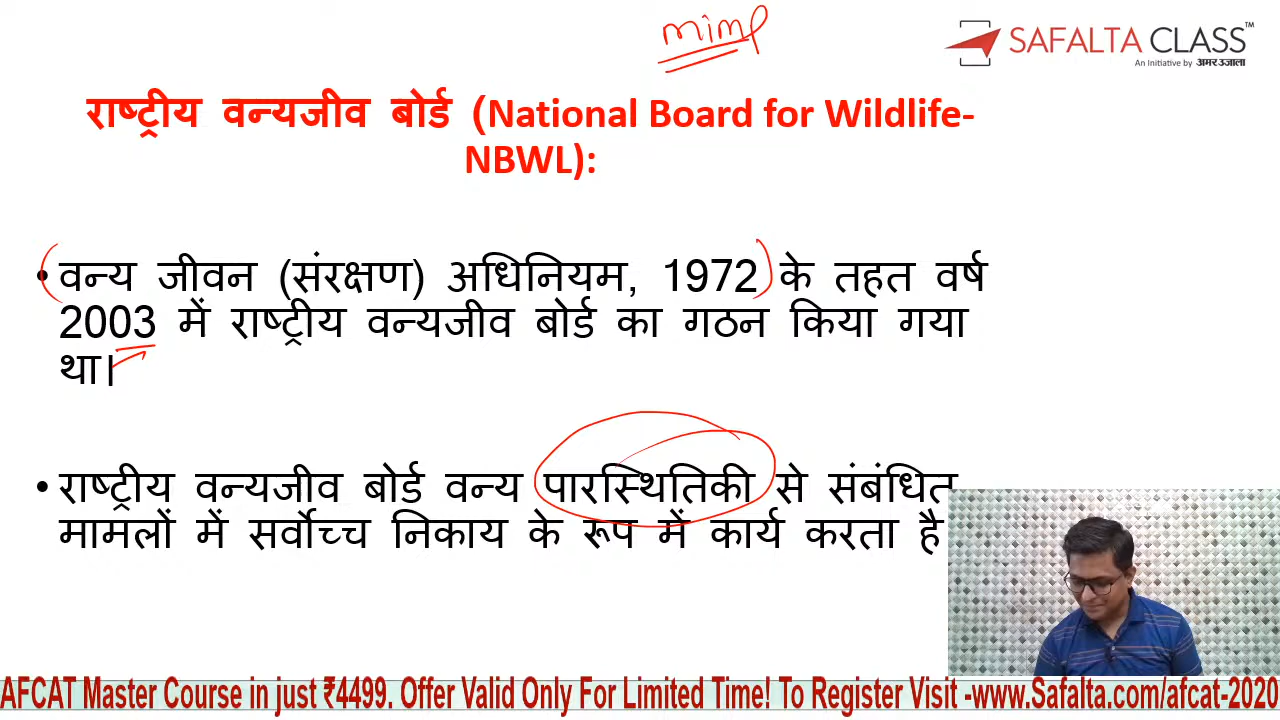 mimp
SAFALTA CLASS™
An Initiative by अमर उजाला
राष्ट्रीय वन्यजीव बोर्ड (National Board for Wildlife-
NBWL):
• वन्य जीवन (संरक्षण) अधिनियम, 1972 के तहत वर्ष
2003 में राष्ट्रीय वन्यजीव बोर्ड का गठन किया गया
था।
• राष्ट्रीय वन्यजीव बोर्ड वन्य पारस्थितिकी से संबंधित
मामलों में सर्वोच्च निकाय के रूप में कार्य करता है
AFCAT Master Course in just ₹4499. Offer Valid Only For Limited Time! To Register Visit -www.Safalta.com/afcat-2020